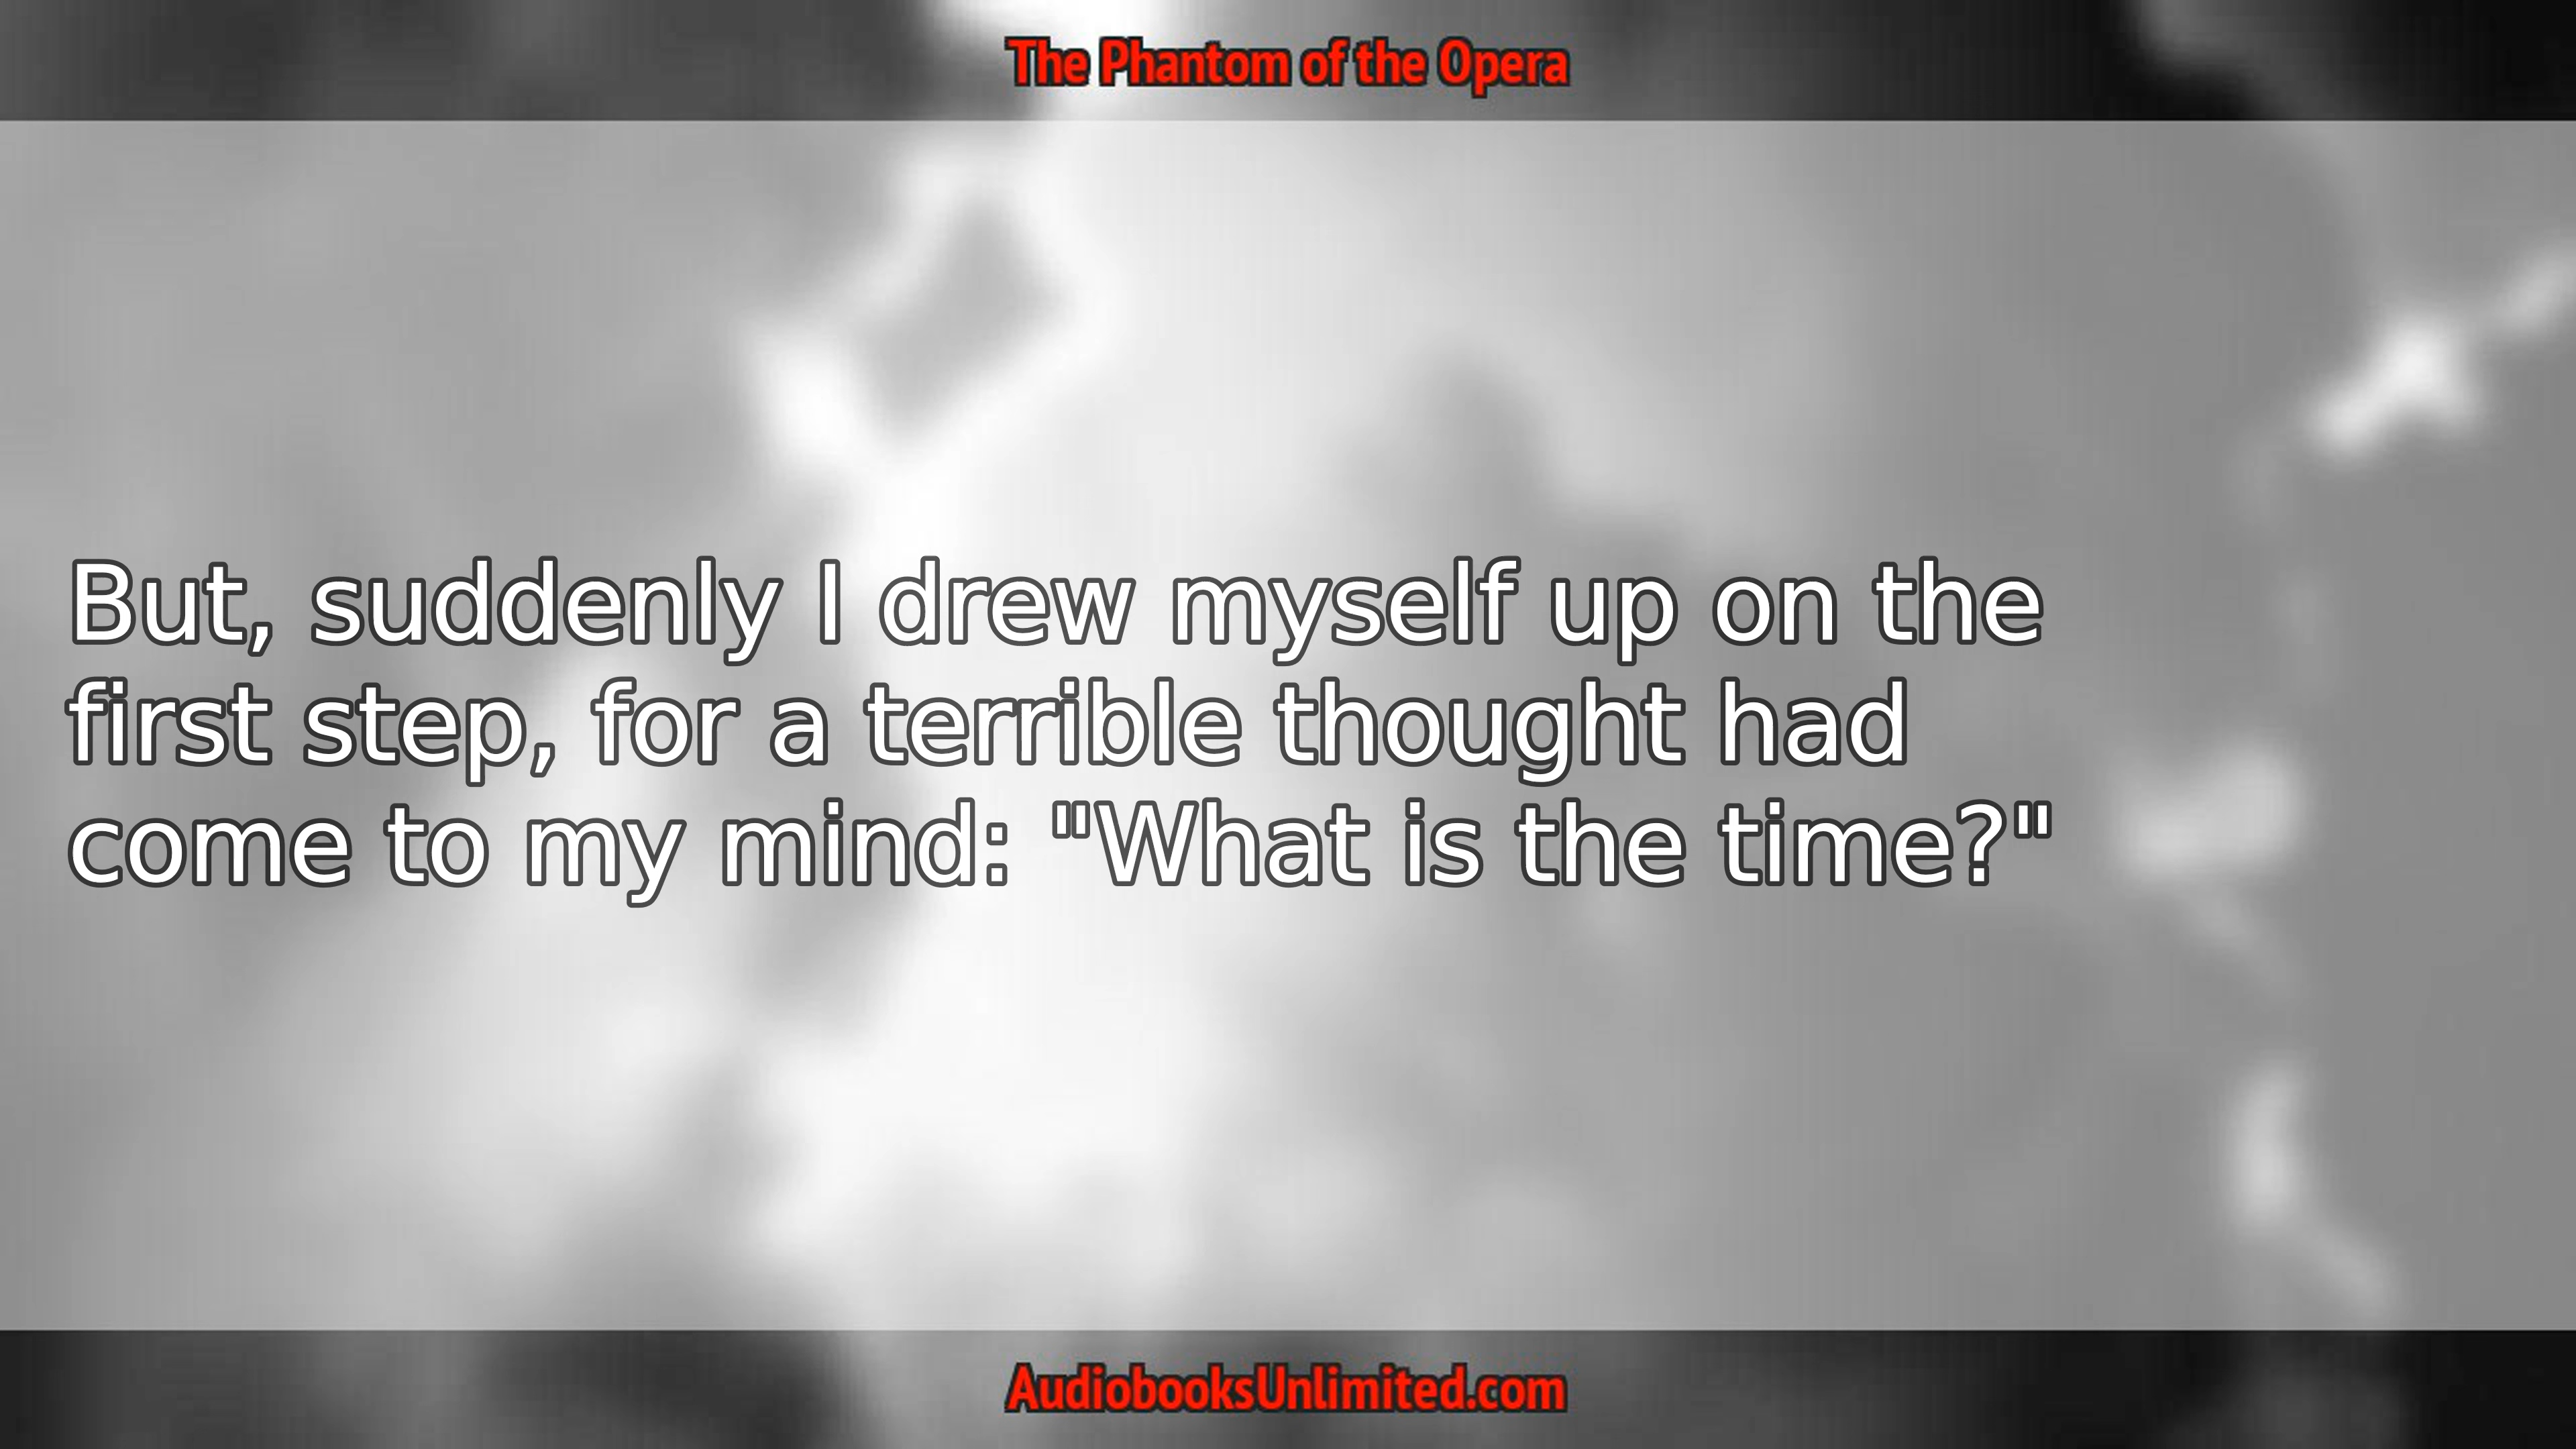 The Phantom of the Opera
But, suddenly I drew myself up on the
first step, for a terrible thought had
come to my mind: "What is the time?"
AudiobooksUnlimited.com